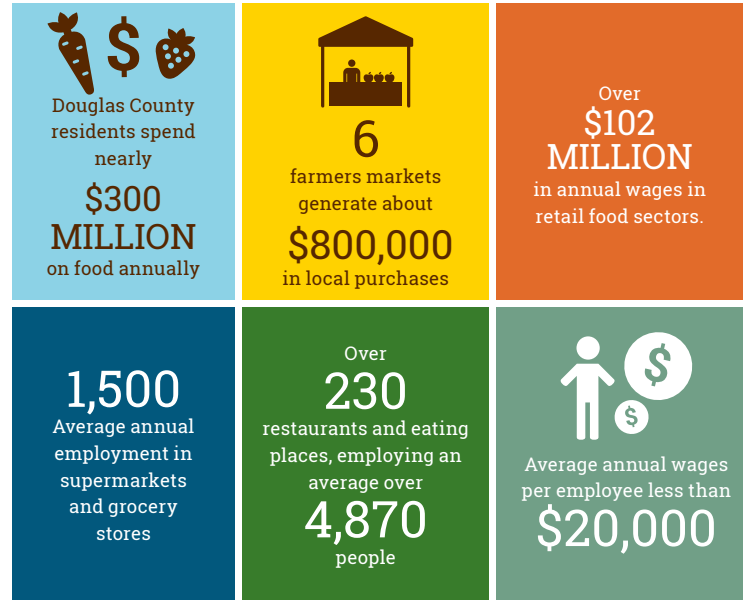 $
Douglas County
residents spend
nearly
$300
MILLION
on food annually
6
farmers markets
generate about
$800,000
in local purchases
Over
$102
MILLION
in annual wages in
retail food sectors.
1,500
Average annual
employment in
supermarkets
and grocery
stores
Over
230
restaurants and eating
places, employing an
average over
4,870
people
$
$
Average annual wages
per employee less than
$20,000